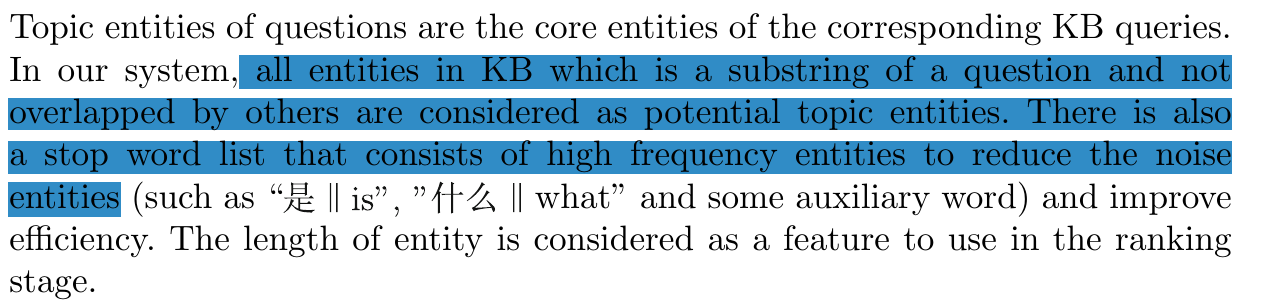 Topic entities of questions are the core entities of the corresponding KB queries.
In our system, all entities in KB which is a substring of a question and not
overlapped by others are considered as potential topic entities. There is also
a stop word list that consists of high frequency entities to reduce the noise
entities (such as “是 ∥ is”, ”什么 ∥ what” and some auxiliary word) and improve
efficiency. The length of entity is considered as a feature to use in the ranking
stage.